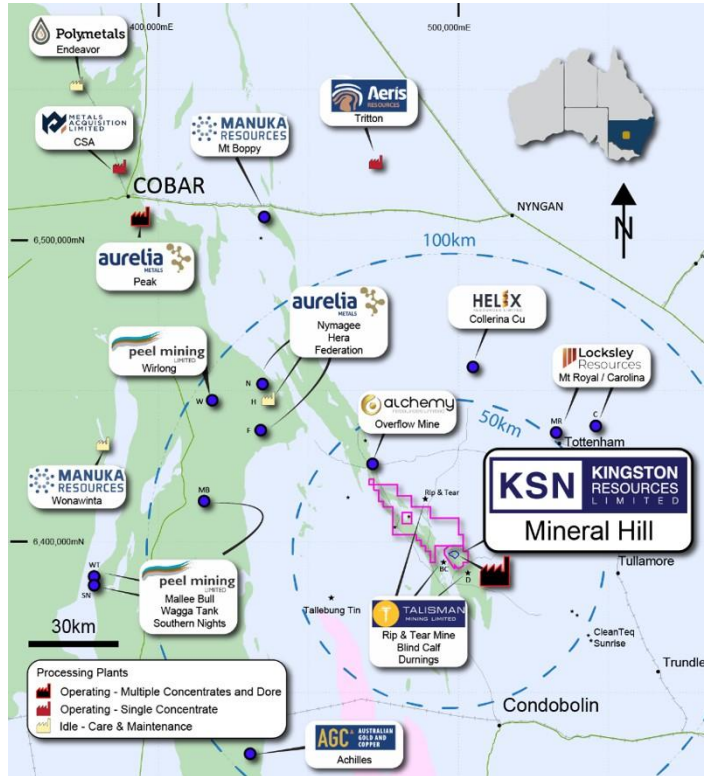 400,000mE
500,000mE
Polymetals
Endeavor
METALS
ACQUISITION
LIMITED
CSA
MANUKA
RESOURCES
Mt Boppy
Aeris
RESOURCES
Tritton
COBAR
NYNGAN
N
6,500,000mN
100km
aurelia
METALS
Peak
aurelia
METALS
Nymagee
Hera
Federation
HELIX
Collerina Cu
peel mining
LIMITED
Wirlong
Locksley
Resources
Mt Royal / Carolina
N
W
H
F
alchemy
Overflow Mine
50km
MR
C
Tottenham
MANUKA
RESOURCES
Wonawinta
MB
Rip & Tear
KSN
KINGSTON
RESOURCES
LIMITED
Mineral Hill
6,400,000mN
WT
SN
peel mining
LIMITED
Mallee Bull
Wagga Tank
Southern Nights
BC
D
Tullamore
Tallebung Tin
TALISMAN
MINING LIMITED
Rip & Tear Mine
Blind Calf
Durnings
CleanTeq
Sunrise
30km
Trundle
Processing Plants
Operating - Multiple Concentrates and Dore
Operating - Single Concentrate
Idle - Care & Maintenance
Condobolin
AGC
AUSTRALIAN
GOLD AND
COPPER
Achilles